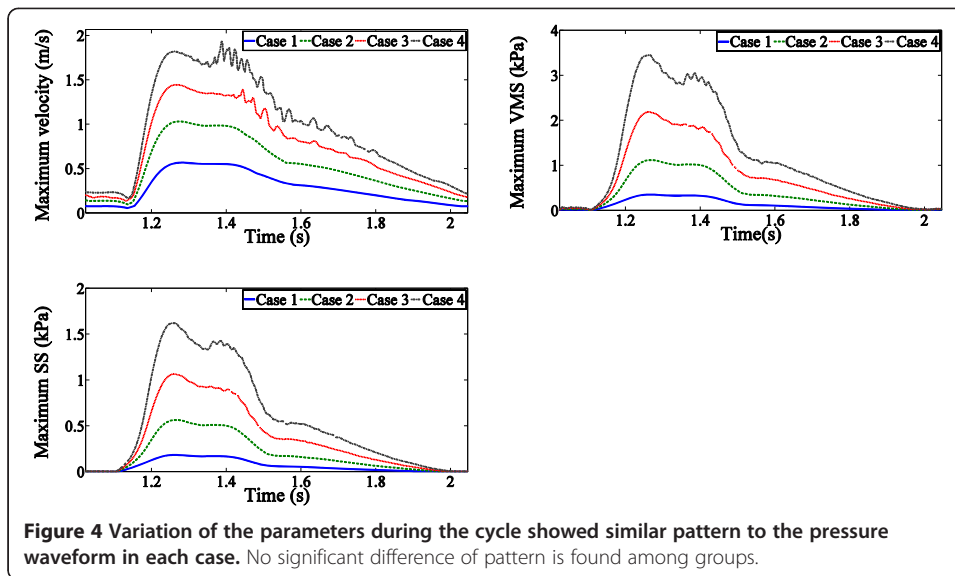 Case 1 Case 2 Case 3 Case 4
Maximum velocity (m/s)
2
1.5
1
0.5
0
1.2 1.4 1.6 1.8 2
Time (s)
Case 1 Case 2 Case 3 Case 4
Maximum VMS (kPa)
4
3
2
1
0
1.2 1.4 1.6 1.8 2
Time(s)
Case 1 Case 2 Case 3 Case 4
Maximum SS (kPa)
2
1.5
1
0.5
0
1.2 1.4 1.6 1.8 2
Time (s)
Figure 4 Variation of the parameters during the cycle showed similar pattern to the pressure
waveform in each case. No significant difference of pattern is found among groups.